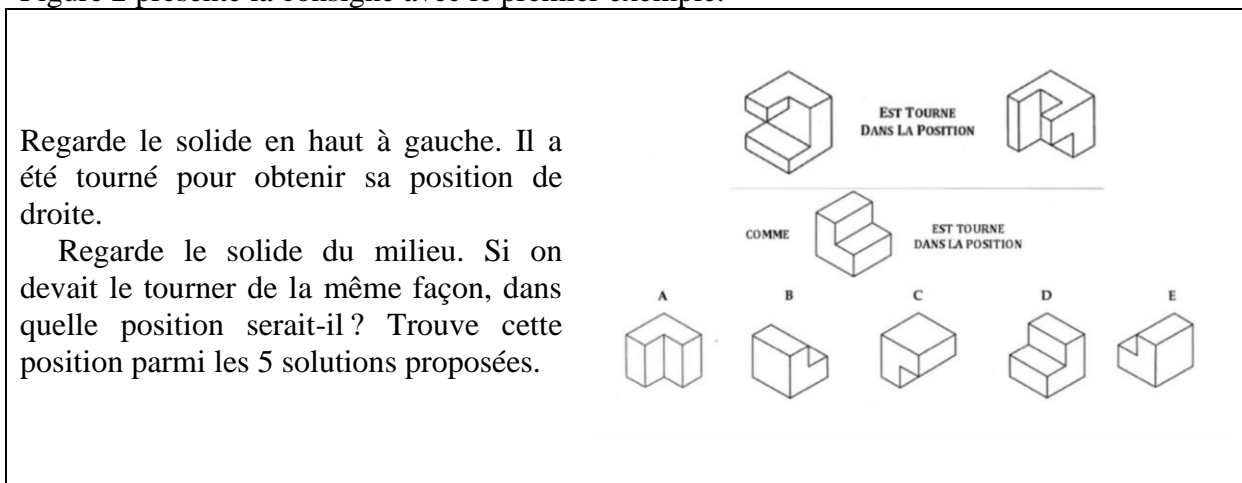 Figure 2 présente la consigne avec le premier exemple.
Regarde le solide en haut à gauche. Il a
été tourné pour obtenir sa position de
droite.
Regarde le solide du milieu. Si on
devait le tourner de la même façon, dans
quelle position serait-il ? Trouve cette
position parmi les 5 solutions proposées.
EST TOURNE
DANS LA POSITION
COMME
EST TOURNE
DANS LA POSITION
A B C D E